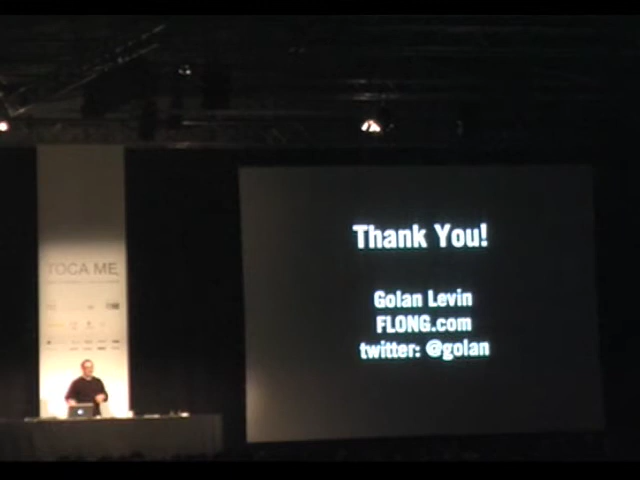 TOCA ME
Thank You!
Golan Levin
FLONG.com
twitter: @golan